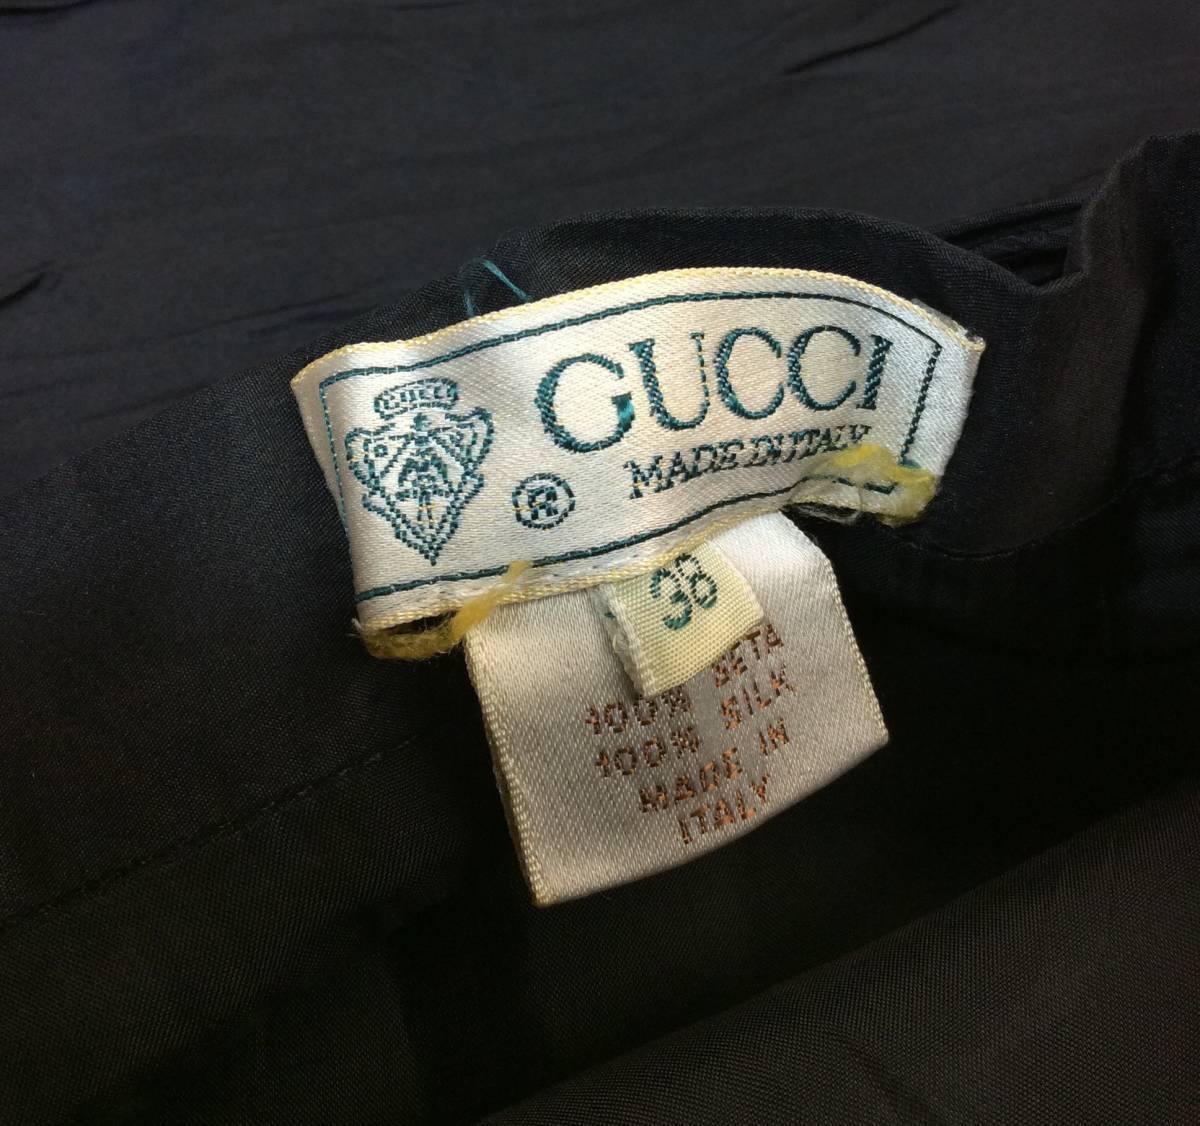 GUCCI
® MADE IN ITALY
38
100% SETA
100% SILK
MADE IN
ITALY